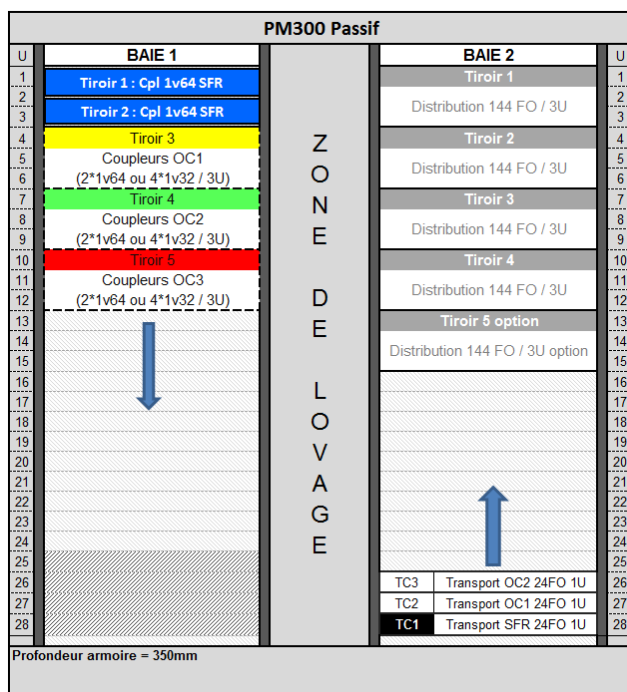 PM300 Passif
U
BAIE 1
BAIE 2
U
1
2
3
4
5
6
7
8
9
10
11
12
13
14
15
16
17
18
19
20
21
22
23
24
25
26
27
28
Tiroir 1 : Cpl 1v64 SFR
Tiroir 2 : Cpl 1v64 SFR
Tiroir 3
Coupleurs OC1
(2*1v64 ou 4*1v32 / 3U)
Tiroir 4
Coupleurs OC2
(2*1v64 ou 4*1v32 / 3U)
Tiroir 5
Coupleurs OC3
(2*1v64 ou 4*1v32 / 3U)
ZONE DE LOVAGE
Tiroir 1
Distribution 144 FO / 3U
Tiroir 2
Distribution 144 FO / 3U
Tiroir 3
Distribution 144 FO / 3U
Tiroir 4
Distribution 144 FO / 3U
Tiroir 5 option
Distribution 144 FO / 3U option
TC3 Transport OC2 24FO 1U
TC2 Transport OC1 24FO 1U
TC1 Transport SFR 24FO 1U
1
2
3
4
5
6
7
8
9
10
11
12
13
14
15
16
17
18
19
20
21
22
23
24
25
26
27
28
Profondeur armoire = 350mm